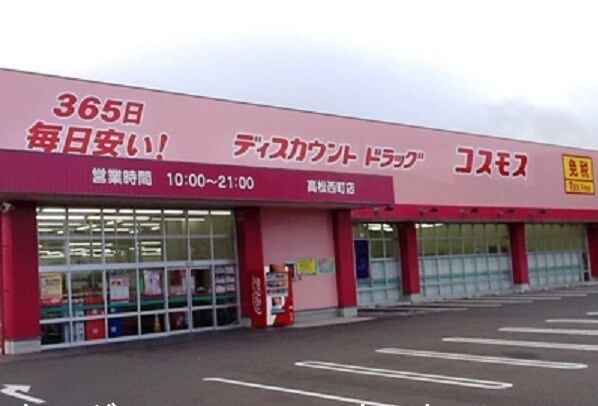 365日
毎日安い!
ディスカウント ドラッグ コスモス
免税
Tax Free
営業時間 10:00〜21:00 高松西町店
Coca-Cola